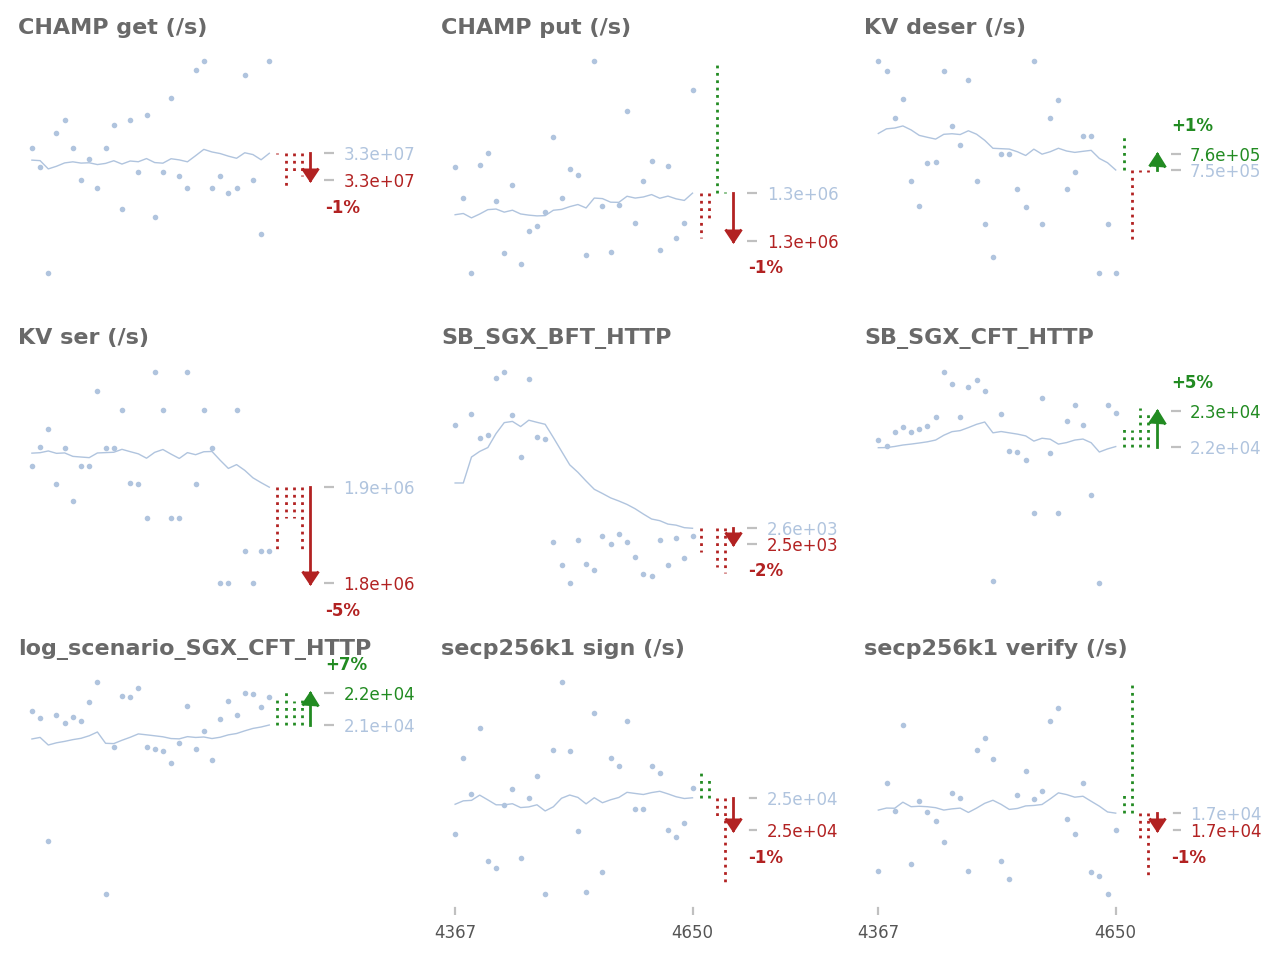 CHAMP get (/s)
3.3e+07
3.3e+07
-1%
CHAMP put (/s)
1.3e+06
1.3e+06
-1%
KV deser (/s)
+1%
7.6e+05
7.5e+05
KV ser (/s)
1.9e+06
1.8e+06
-5%
SB_SGX_BFT_HTTP
2.6e+03
2.5e+03
-2%
SB_SGX_CFT_HTTP
+5%
2.3e+04
2.2e+04
log_scenario_SGX_CFT_HTTP
+7%
2.2e+04
2.1e+04
secp256k1 sign (/s)
2.5e+04
2.5e+04
-1%
4367 4650
secp256k1 verify (/s)
1.7e+04
1.7e+04
-1%
4367 4650